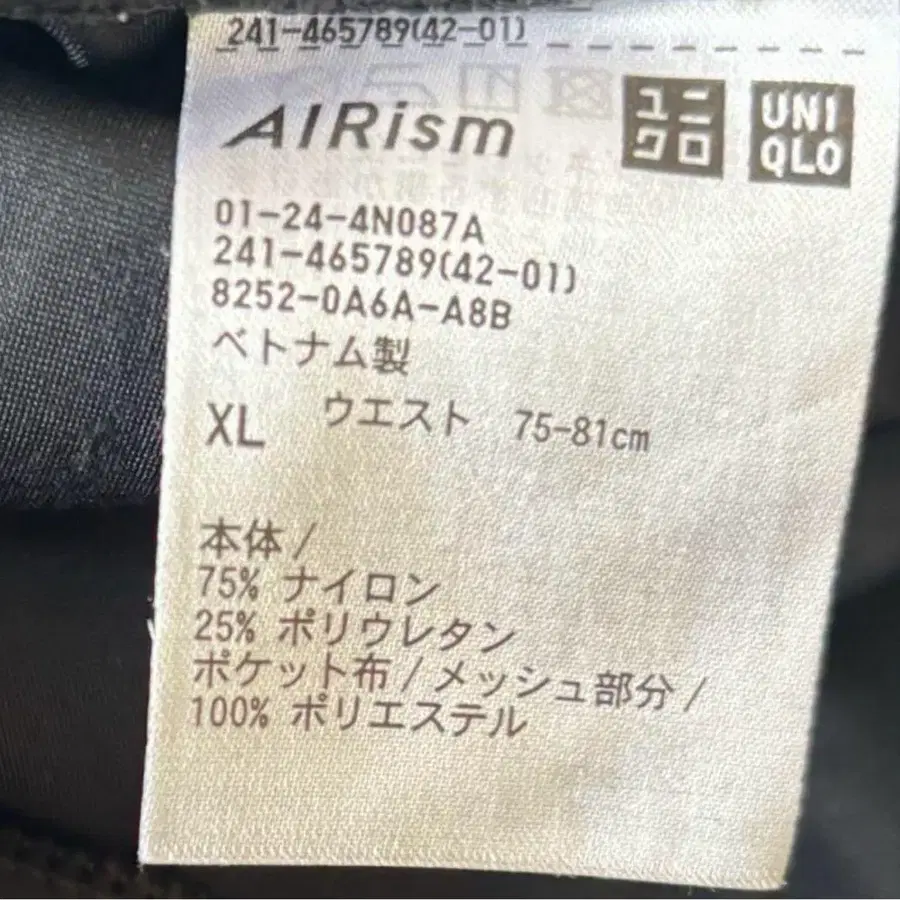 241-465789(42-01)
AIRism
ユニクロ
UNIQLO
01-24-4N087A
241-465789(42-01)
8252-0A6A-A8B
ベトナム製
XL ウエスト 75-81cm
本体/
75% ナイロン
25% ポリウレタン
ポケット布/メッシュ部分/
100% ポリエステル